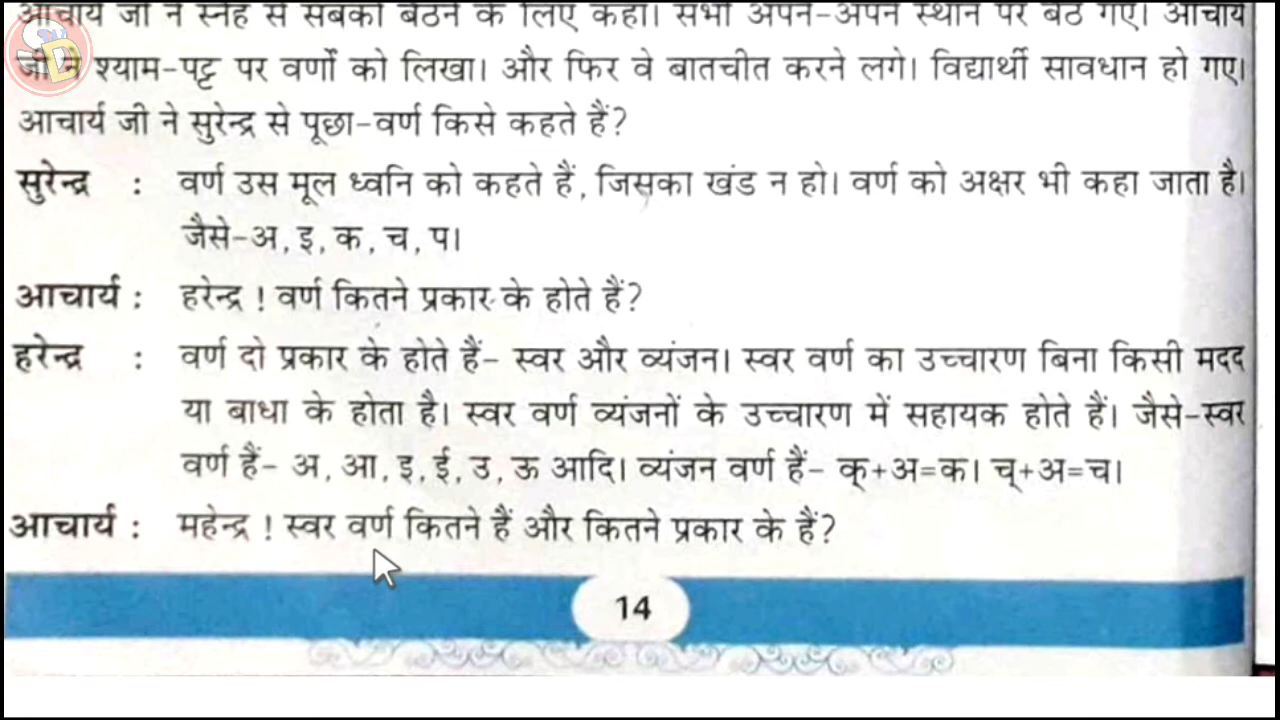 आचार्य जी ने स्नेह से सबको बैठने के लिए कहा। सभी अपने-अपने स्थान पर बैठ गए। आचार्य
जी ने श्याम-पट्ट पर वर्णों को लिखा। और फिर वे बातचीत करने लगे। विद्यार्थी सावधान हो गए।
आचार्य जी ने सुरेन्द्र से पूछा-वर्ण किसे कहते हैं?
सुरेन्द्र : वर्ण उस मूल ध्वनि को कहते हैं, जिसका खंड न हो। वर्ण को अक्षर भी कहा जाता है।
जैसे-अ, इ, क, च, प।
आचार्य : हरेन्द्र ! वर्ण कितने प्रकार के होते हैं?
हरेन्द्र : वर्ण दो प्रकार के होते हैं- स्वर और व्यंजन। स्वर वर्ण का उच्चारण बिना किसी मदद
या बाधा के होता है। स्वर वर्ण व्यंजनों के उच्चारण में सहायक होते हैं। जैसे-स्वर
वर्ण हैं- अ, आ, इ, ई, उ, ऊ आदि। व्यंजन वर्ण हैं- क्+अ=क। च्+अ=च।
आचार्य : महेन्द्र ! स्वर वर्ण कितने हैं और कितने प्रकार के हैं?
14
SD